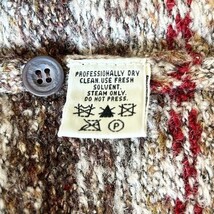 PROFESSIONALLY DRY
CLEAN. USE FRESH
SOLVENT.
STEAM ONLY.
DO NOT PRESS.
P